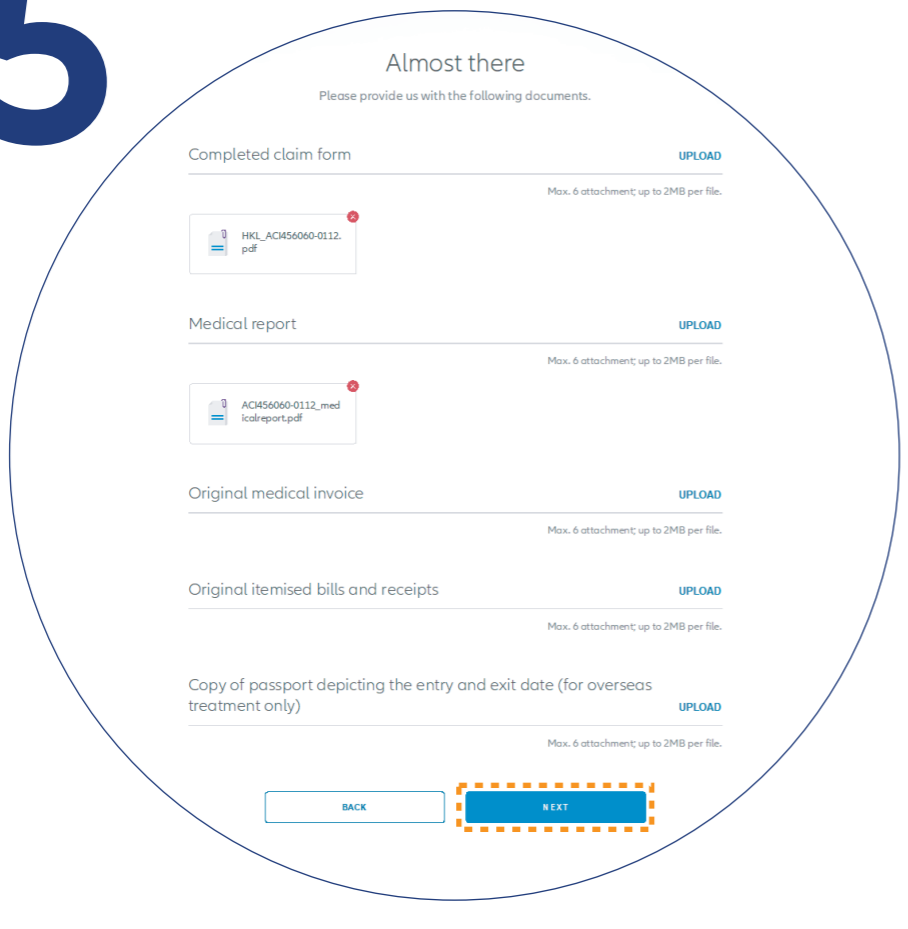 Almost there
Please provide us with the following documents.
Completed claim form
UPLOAD
Max. 6 attachment; up to 2MB per file.
HKL_ACI456060-0112.
pdf
Medical report
UPLOAD
Max. 6 attachment; up to 2MB per file.
ACI456060-0112_med
icalreport.pdf
Original medical invoice
UPLOAD
Max. 6 attachment; up to 2MB per file.
Original itemised bills and receipts
UPLOAD
Max. 6 attachment; up to 2MB per file.
Copy of passport depicting the entry and exit date (for overseas
treatment only)
UPLOAD
Max. 6 attachment; up to 2MB per file.
BACK
NEXT